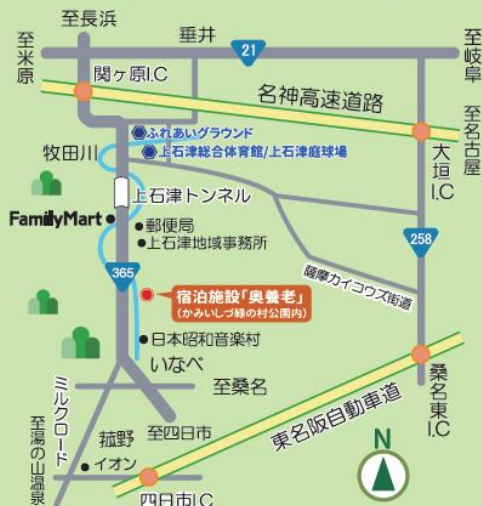 至長浜
至米原
垂井
21
至岐阜
関ヶ原I.C
名神高速道路
至名古屋
ふれあいグラウンド
上石津総合体育館/上石津庭球場
牧田川
大垣I.C
上石津トンネル
FamilyMart
郵便局
上石津地域事務所
258
365
薩摩カイコウズ街道
宿泊施設「奥養老」
(かみいしづ緑の村公園内)
日本昭和音楽村
いなべ
至桑名
桑名東I.C
ミルクロード
東名阪自動車道
菰野
至四日市
至湯の山温泉
イオン
四日市I.C
N